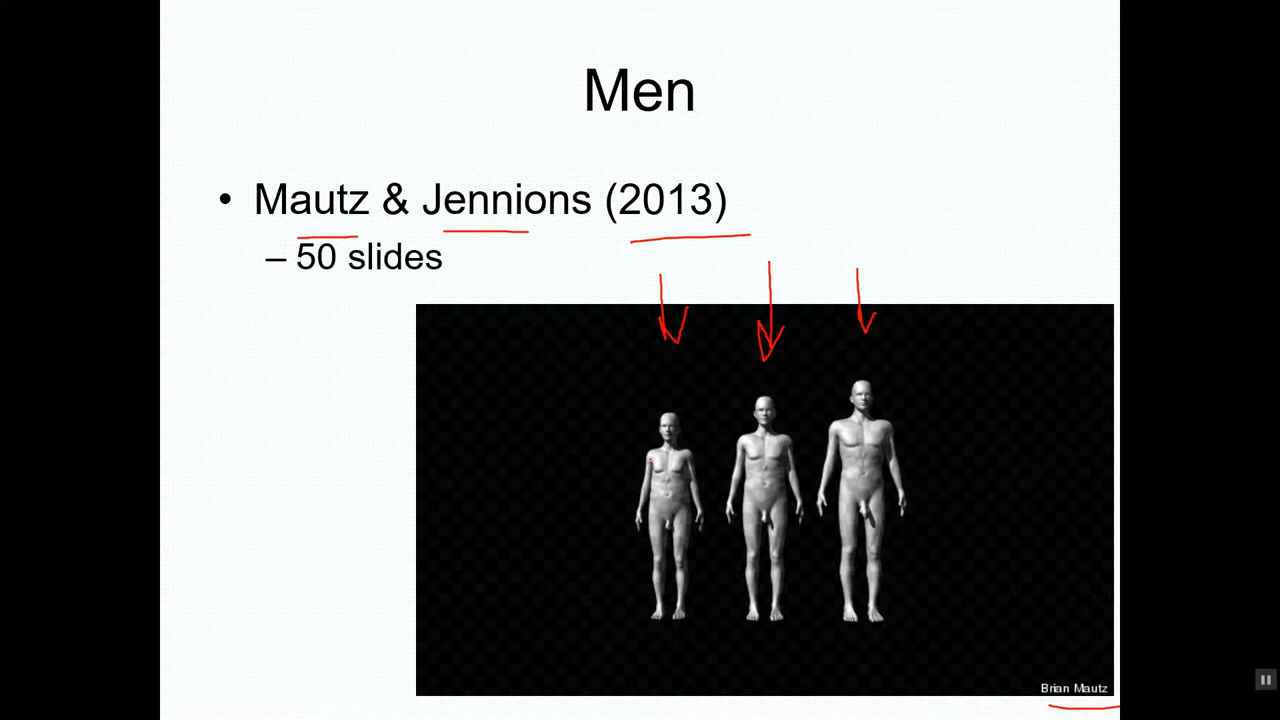 Men
• Mautz & Jennions (2013)
– 50 slides
Brian Mautz